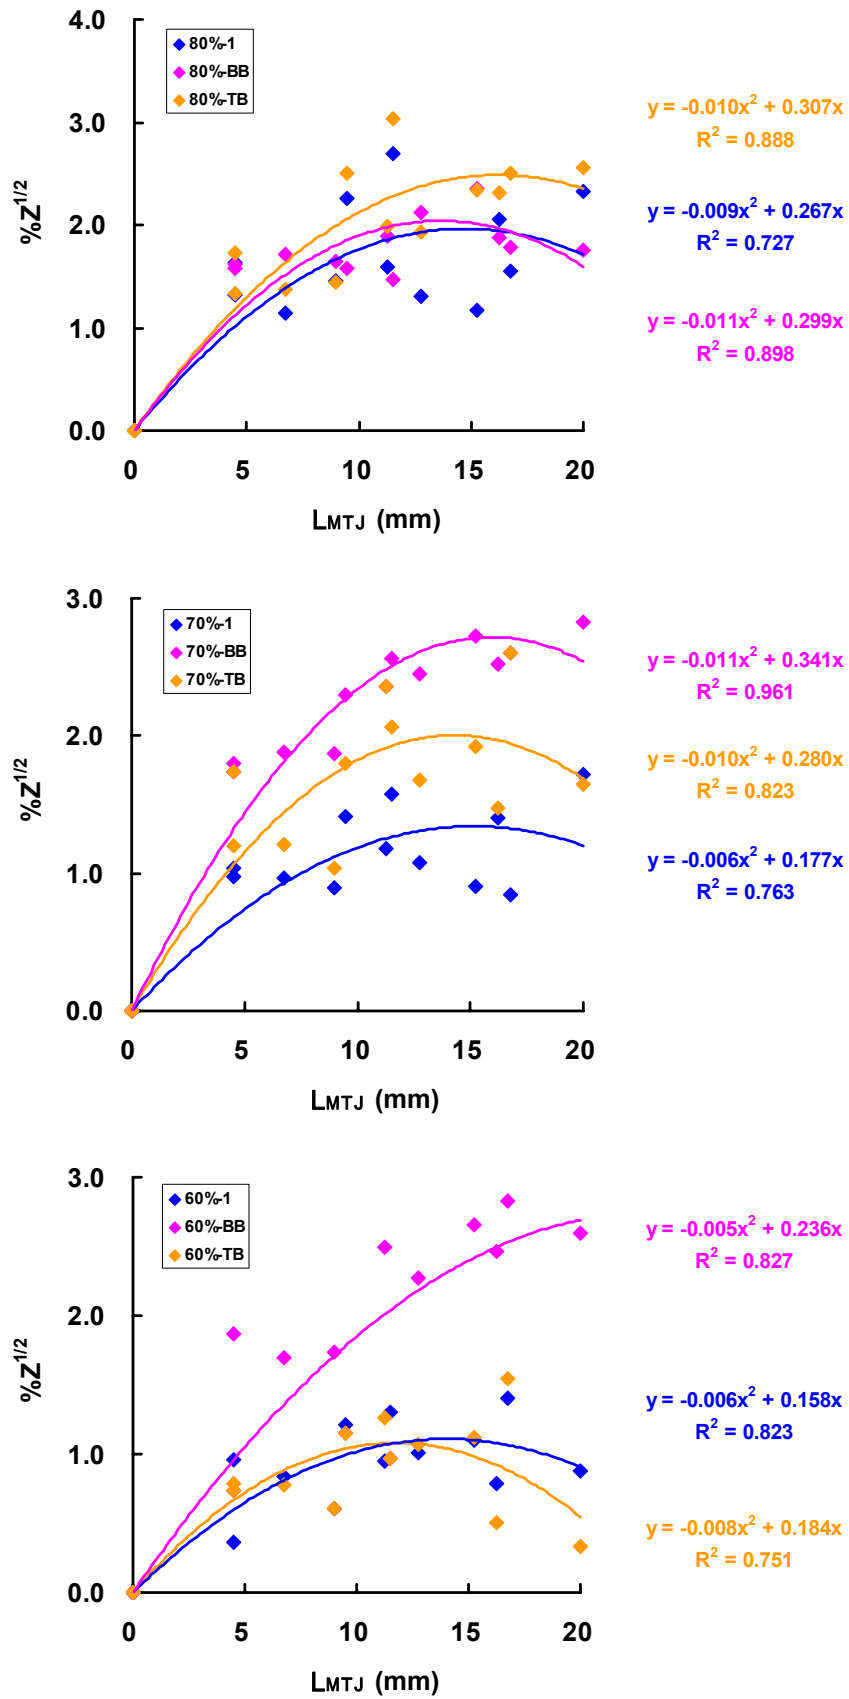 4.0
80%-1
80%-BB
80%-TB
3.0
2.0
1.0
0.0
%Z^1/2
0 5 10 15 20
LMTJ (mm)
y = -0.010x² + 0.307x
R² = 0.888
y = -0.009x² + 0.267x
R² = 0.727
y = -0.011x² + 0.299x
R² = 0.898
3.0
70%-1
70%-BB
70%-TB
2.0
1.0
0.0
%Z^1/2
0 5 10 15 20
LMTJ (mm)
y = -0.011x² + 0.341x
R² = 0.961
y = -0.010x² + 0.280x
R² = 0.823
y = -0.006x² + 0.177x
R² = 0.763
3.0
60%-1
60%-BB
60%-TB
2.0
1.0
0.0
%Z^1/2
0 5 10 15 20
LMTJ (mm)
y = -0.005x² + 0.236x
R² = 0.827
y = -0.006x² + 0.158x
R² = 0.823
y = -0.008x² + 0.184x
R² = 0.751